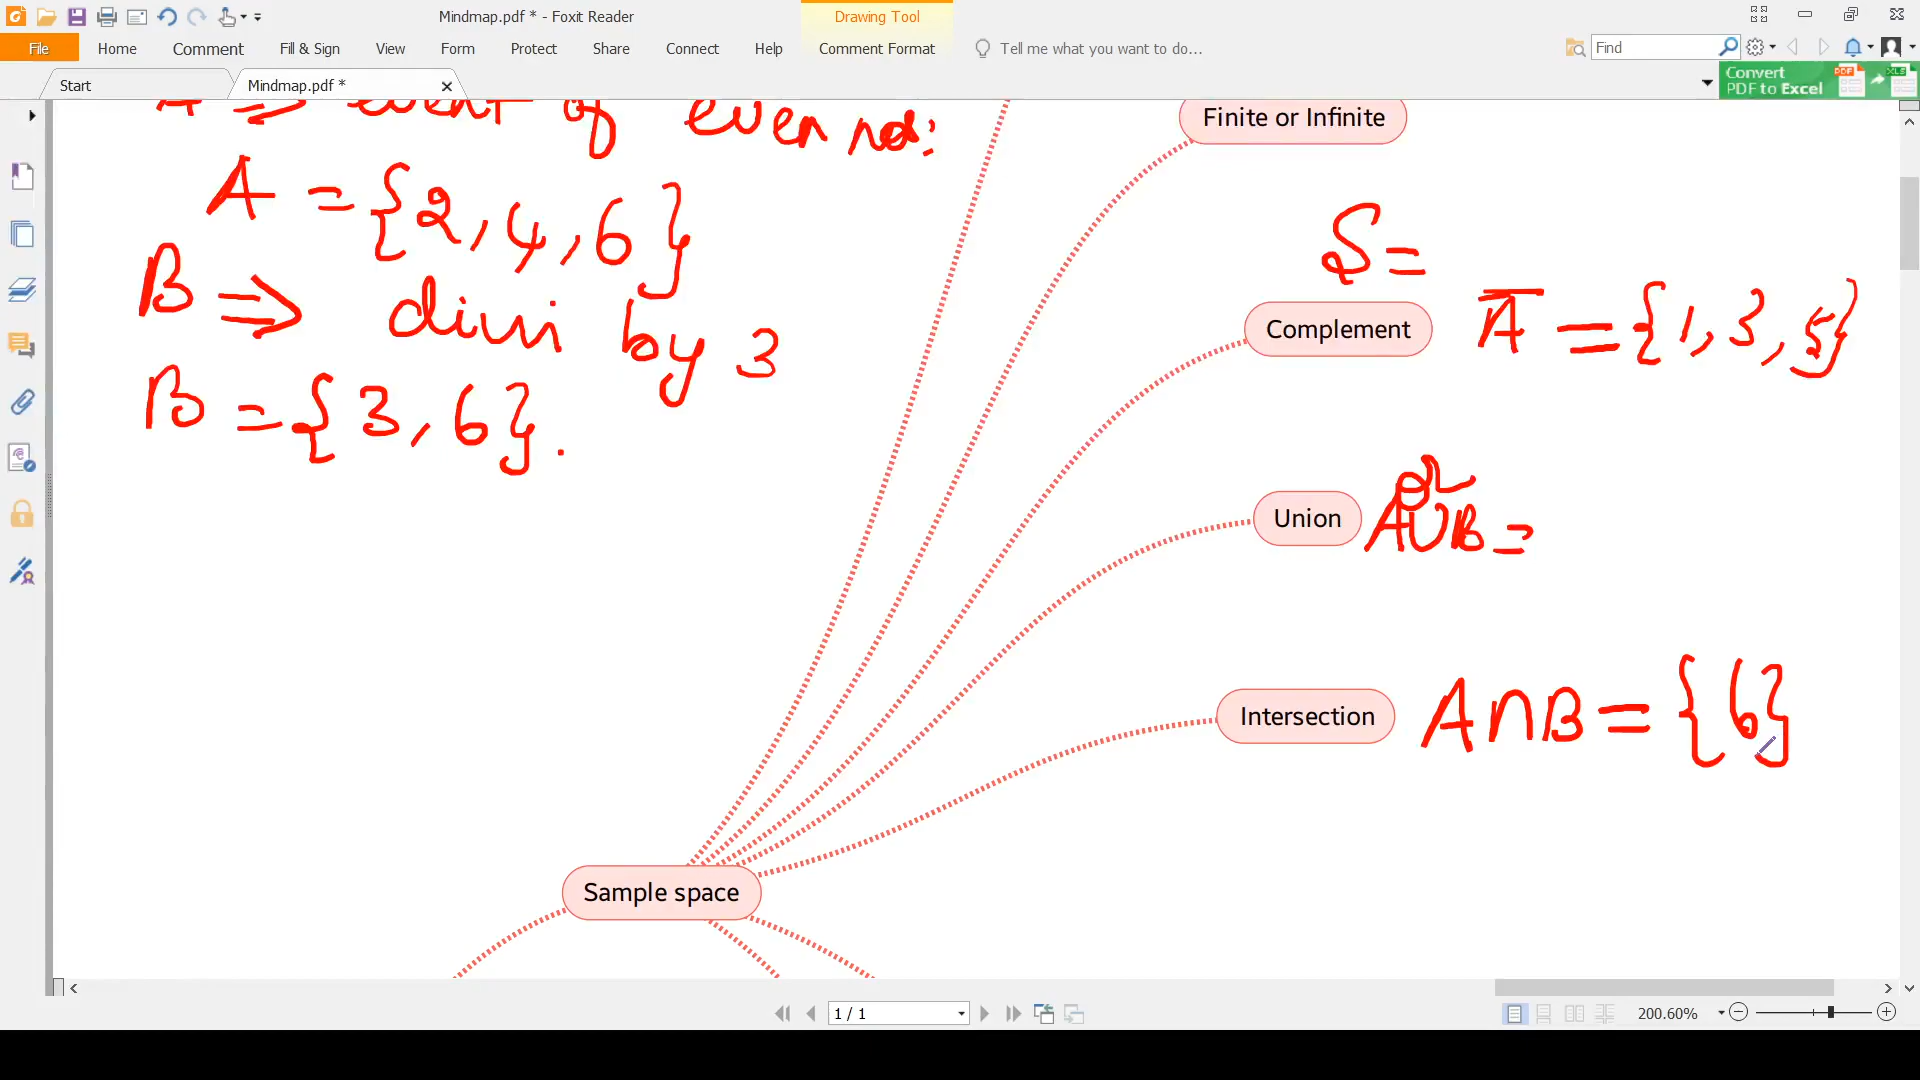 Mindmap.pdf * - Foxit Reader
Drawing Tool
File Home Comment Fill & Sign View Form Protect Share Connect Help Comment Format Tell me what you want to do... Find
Start Mindmap.pdf *
Convert PDF to Excel
A ⇒ event of even nos:
A = {2, 4, 6}
B ⇒ divi by 3
B = {3, 6}.
Finite or Infinite
S =
Complement A̅ = {1, 3, 5}
or
Union A∪B =
Intersection A∩B = {6}
Sample space
1 / 1
200.60%